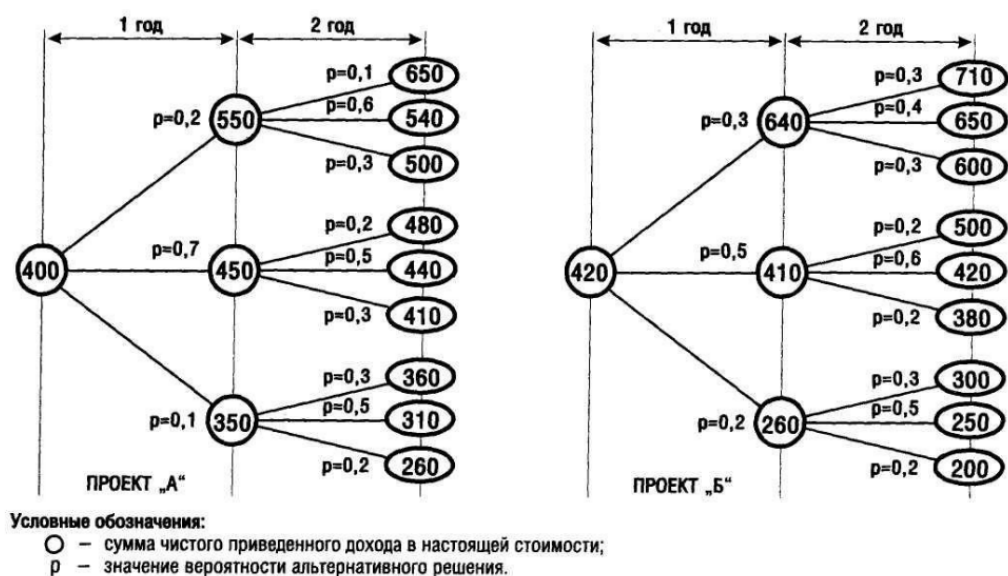 1 год 2 год 1 год 2 год
p=0,1 650 p=0,3 710
p=0,2 550 p=0,6 540 p=0,3 640 p=0,4 650
p=0,3 500 p=0,3 600
p=0,2 480 p=0,2 500
400 p=0,7 450 p=0,5 440 420 p=0,5 410 p=0,6 420
p=0,3 410 p=0,2 380
p=0,3 360 p=0,3 300
p=0,1 350 p=0,5 310 p=0,2 260 p=0,5 250
p=0,2 260 p=0,2 200
ПРОЕКТ „А“ ПРОЕКТ „Б“
Условные обозначения:
– сумма чистого приведенного дохода в настоящей стоимости;
p – значение вероятности альтернативного решения.